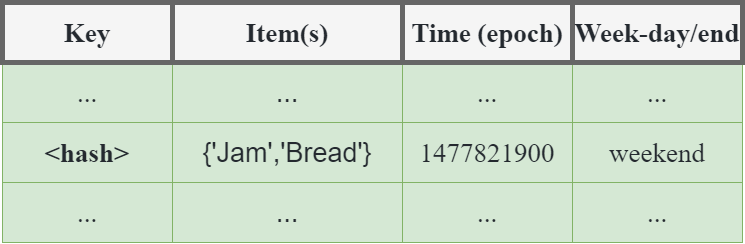 Key Item(s) Time (epoch) Week-day/end
... ... ... ...
<hash> {'Jam','Bread'} 1477821900 weekend
... ... ... ...